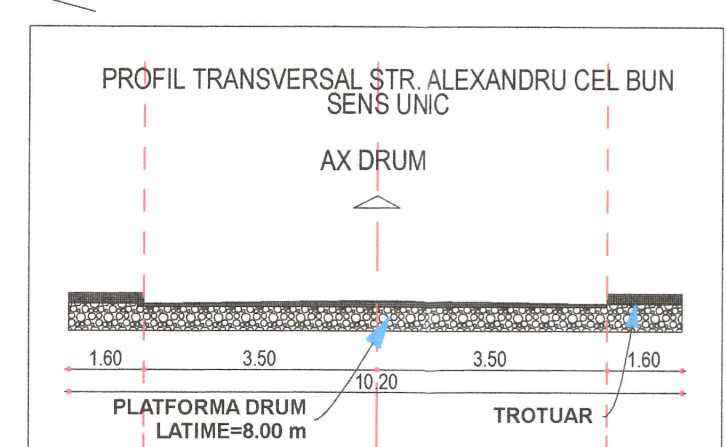 PROFIL TRANSVERSAL STR. ALEXANDRU CEL BUN
SENS UNIC
AX DRUM
1.60 3.50 3.50 1.60
10.20
PLATFORMA DRUM
LATIME=8.00 m
TROTUAR